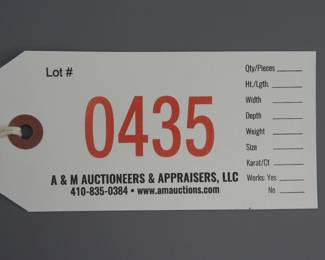 Lot #
0435
A & M AUCTIONEERS & APPRAISERS, LLC
410-835-0384 • www.amauctions.com
Qty/Pieces
Ht./Lgth.
Width
Depth
Weight
Size
Karat/Ct
Works: Yes
No